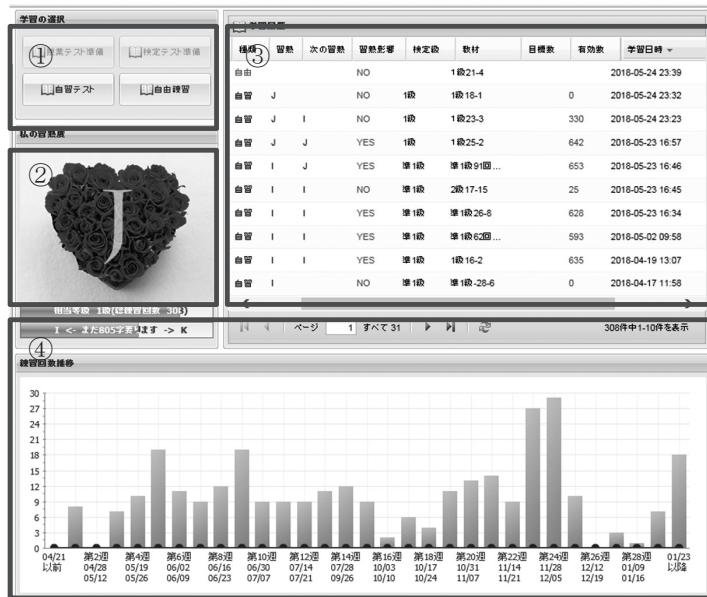 学習の選択
①
授業テスト準備
検定テスト準備
自習テスト
自由練習
私の習熟度
②
J
相当等級 1級(総練習回数 308)
I <- まだ805字要ります -> K
③
学習回歴
種類 習熟 次の習熟 習熟影響 検定級 教材 目標数 有効数 学習日時
自由 NO 1級21-4 2018-05-24 23:39
自習 J NO 1級 1級18-1 0 2018-05-24 23:32
自習 J I NO 1級 1級23-3 330 2018-05-24 23:23
自習 J J YES 1級25-2 642 2018-05-23 16:57
自習 I J YES 準1級 準1級91回... 653 2018-05-23 16:46
自習 I I NO 準1級 2級17-15 25 2018-05-23 16:45
自習 I I YES 準1級 準1級26-8 628 2018-05-23 16:34
自習 I I YES 準1級 準1級62回... 593 2018-05-02 09:58
自習 I I YES 準1級 1級16-2 635 2018-04-19 13:07
自習 I NO 準1級 準1級-28-6 0 2018-04-17 11:58
ページ 1 すべて 31
308件中1-10件を表示
④
練習回数推移
30
27
24
21
18
15
12
9
6
3
0
04/21 第2週 第4週 第6週 第8週 第10週 第12週 第14週 第16週 第18週 第20週 第22週 第24週 第26週 第28週 01/23
以前 04/28 05/19 06/02 06/16 06/30 07/14 07/28 10/03 10/17 10/31 11/14 11/28 12/12 01/09 以降
05/12 05/26 06/09 06/23 07/07 07/21 09/26 10/10 10/24 11/07 11/21 12/05 12/19 01/16